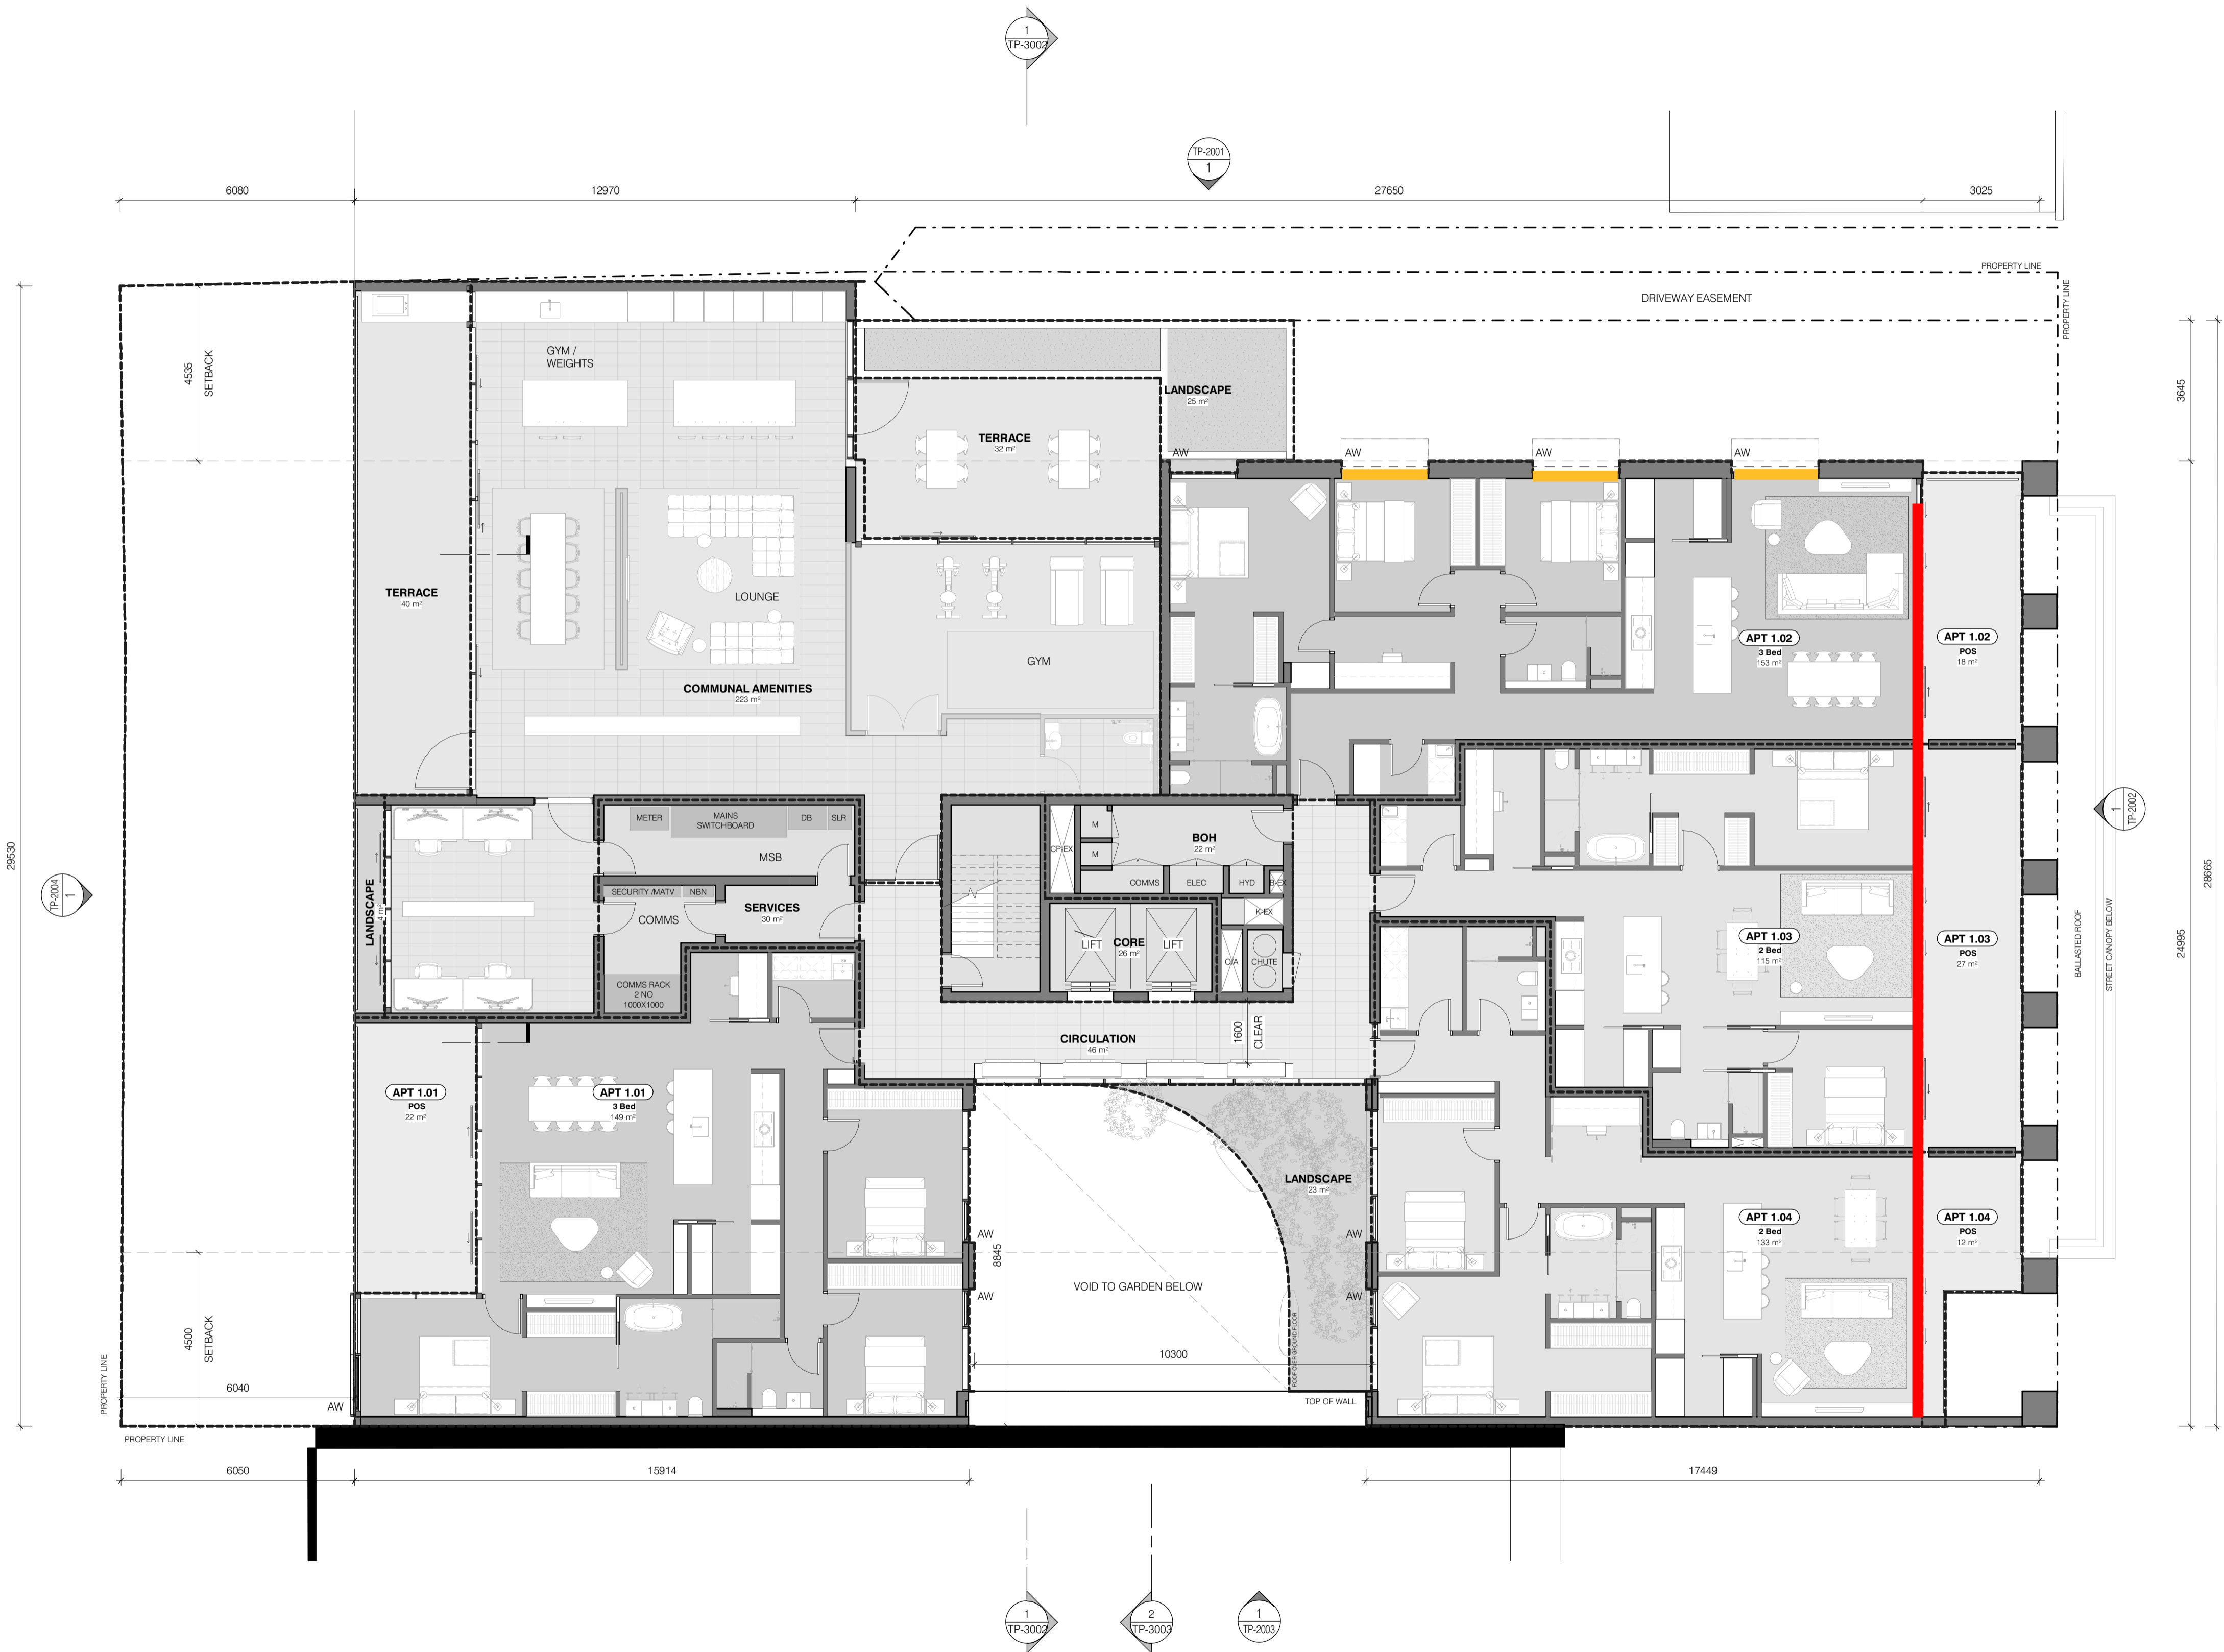 1
TP-3002
TP-2001
1
6080
12970
27650
3025
PROPERTY LINE
DRIVEWAY EASEMENT
PROPERTY LINE
4535
SETBACK
GYM /
WEIGHTS
LANDSCAPE
25 m²
3645
TERRACE
32 m²
AW
AW
AW
AW
TERRACE
40 m²
LOUNGE
GYM
COMMUNAL AMENITIES
223 m²
APT 1.02
3 Bed
153 m²
APT 1.02
POS
18 m²
29530
28665
24995
METER
MAINS
SWITCHBOARD
DB
SLR
MSB
CP-EX
M
M
BOH
22 m²
COMMS
ELEC
HYD
B-EX
1
TP-2002
TP-2004
1
LANDSCAPE
4 m²
SECURITY /MATV
NBN
COMMS
SERVICES
30 m²
COMMS RACK
2 NO
1000X1000
K-EX
LIFT
CORE
26 m²
LIFT
O/A
CHUTE
APT 1.03
2 Bed
115 m²
APT 1.03
POS
27 m²
BALLASTED ROOF
STREET CANOPY BELOW
CIRCULATION
46 m²
1600
CLEAR
APT 1.01
POS
22 m²
APT 1.01
3 Bed
149 m²
LANDSCAPE
23 m²
AW
AW
8845
VOID TO GARDEN BELOW
AW
AW
APT 1.04
2 Bed
133 m²
APT 1.04
POS
12 m²
4500
SETBACK
ROOF OVER GROUND FLOOR
10300
PROPERTY LINE
6040
AW
TOP OF WALL
PROPERTY LINE
6050
15914
17449
1
TP-3002
2
TP-3003
1
TP-2003